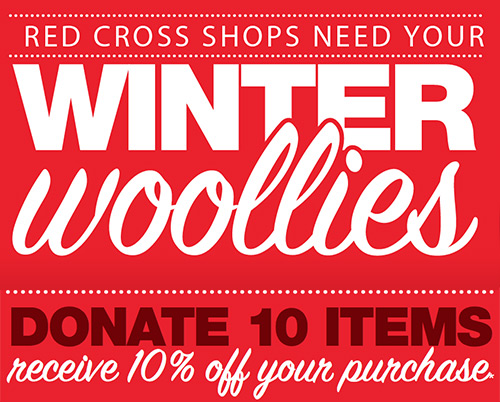 RED CROSS SHOPS NEED YOUR
WINTER
woollies
DONATE 10 ITEMS
receive 10% off your purchase*